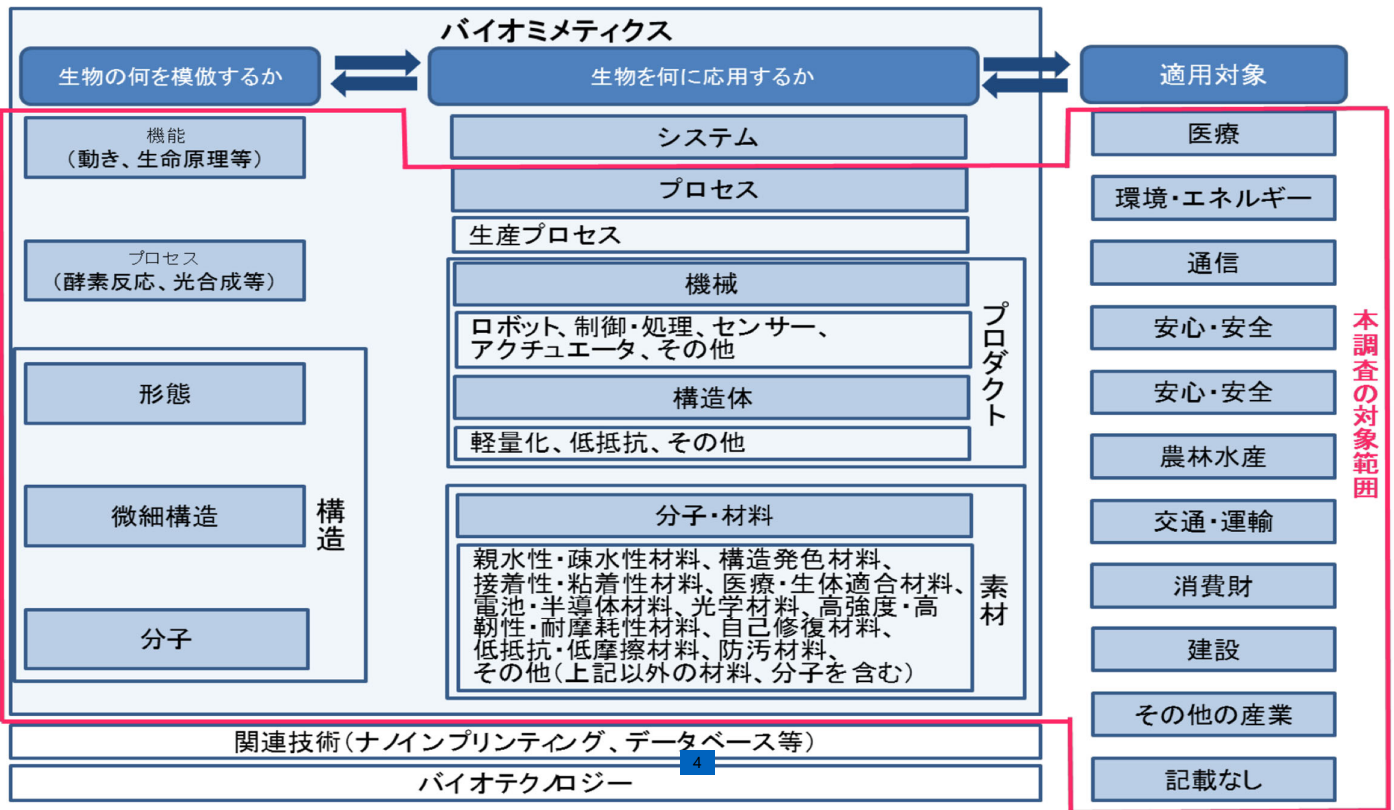 バイオミメティクス
生物の何を模倣するか
生物を何に応用するか
適用対象
機能
（動き、生命原理等）
プロセス
（酵素反応、光合成等）
形態
微細構造
分子
構造
システム
プロセス
生産プロセス
機械
ロボット、制御・処理、センサー、
アクチュエータ、その他
構造体
軽量化、低抵抗、その他
プロダクト
分子・材料
親水性・疎水性材料、構造発色材料、
接着性・粘着性材料、医療・生体適合材料、
電池・半導体材料、光学材料、高強度・高
靭性・耐摩耗性材料、自己修復材料、
低抵抗・低摩擦材料、防汚材料、
その他（上記以外の材料、分子を含む）
素材
医療
環境・エネルギー
通信
安心・安全
安心・安全
農林水産
交通・運輸
消費財
建設
その他の産業
記載なし
本調査の対象範囲
関連技術（ナノインプリンティング、データベース等）
4
バイオテクノロジー